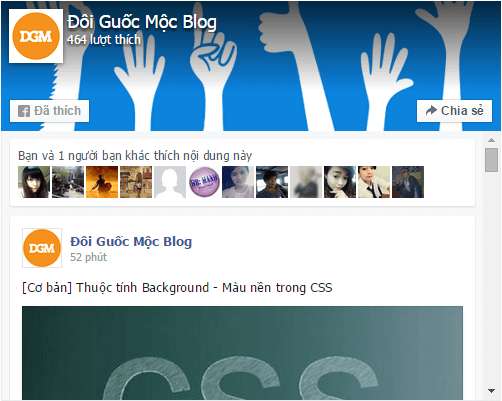 DGM
Đôi Guốc Mộc Blog
464 lượt thích
Đã thích
Chia sẻ
Bạn và 1 người bạn khác thích nội dung này
DGM
Đôi Guốc Mộc Blog
52 phút
[Cơ bản] Thuộc tính Background - Màu nền trong CSS
CSS